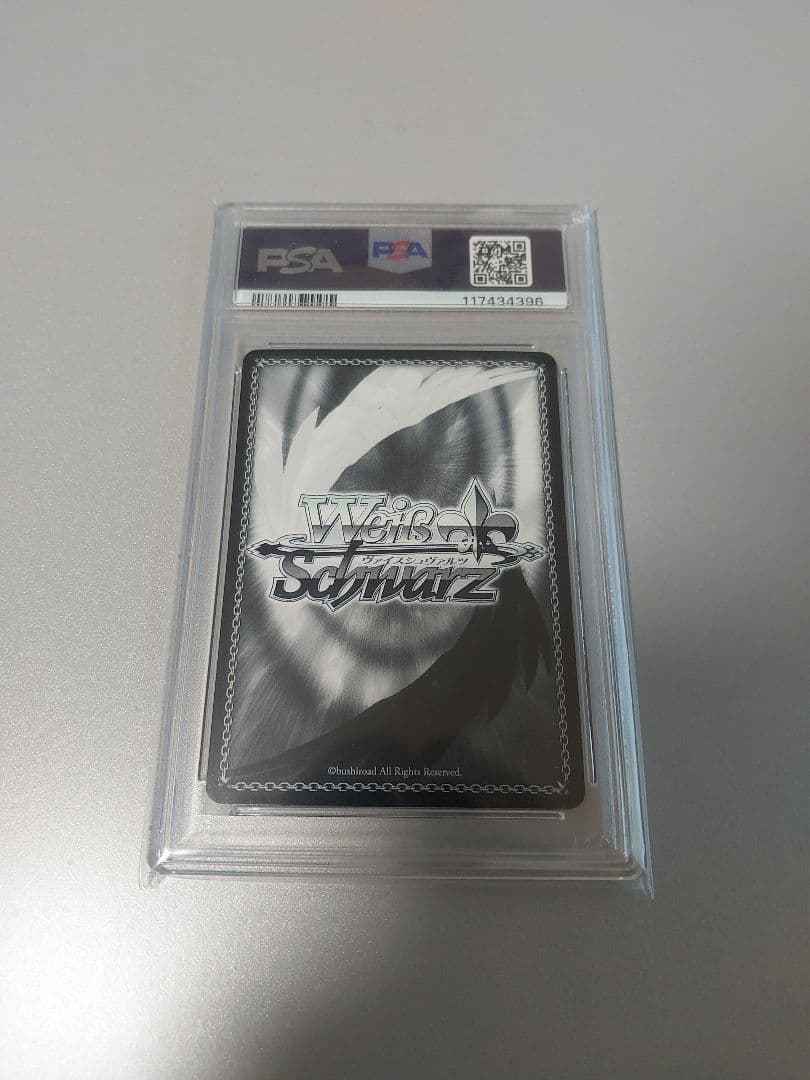 PSA PSA
117434396
Weiß
ヴァイスシュヴァルツ
Schwarz
©bushiroad All Rights Reserved.